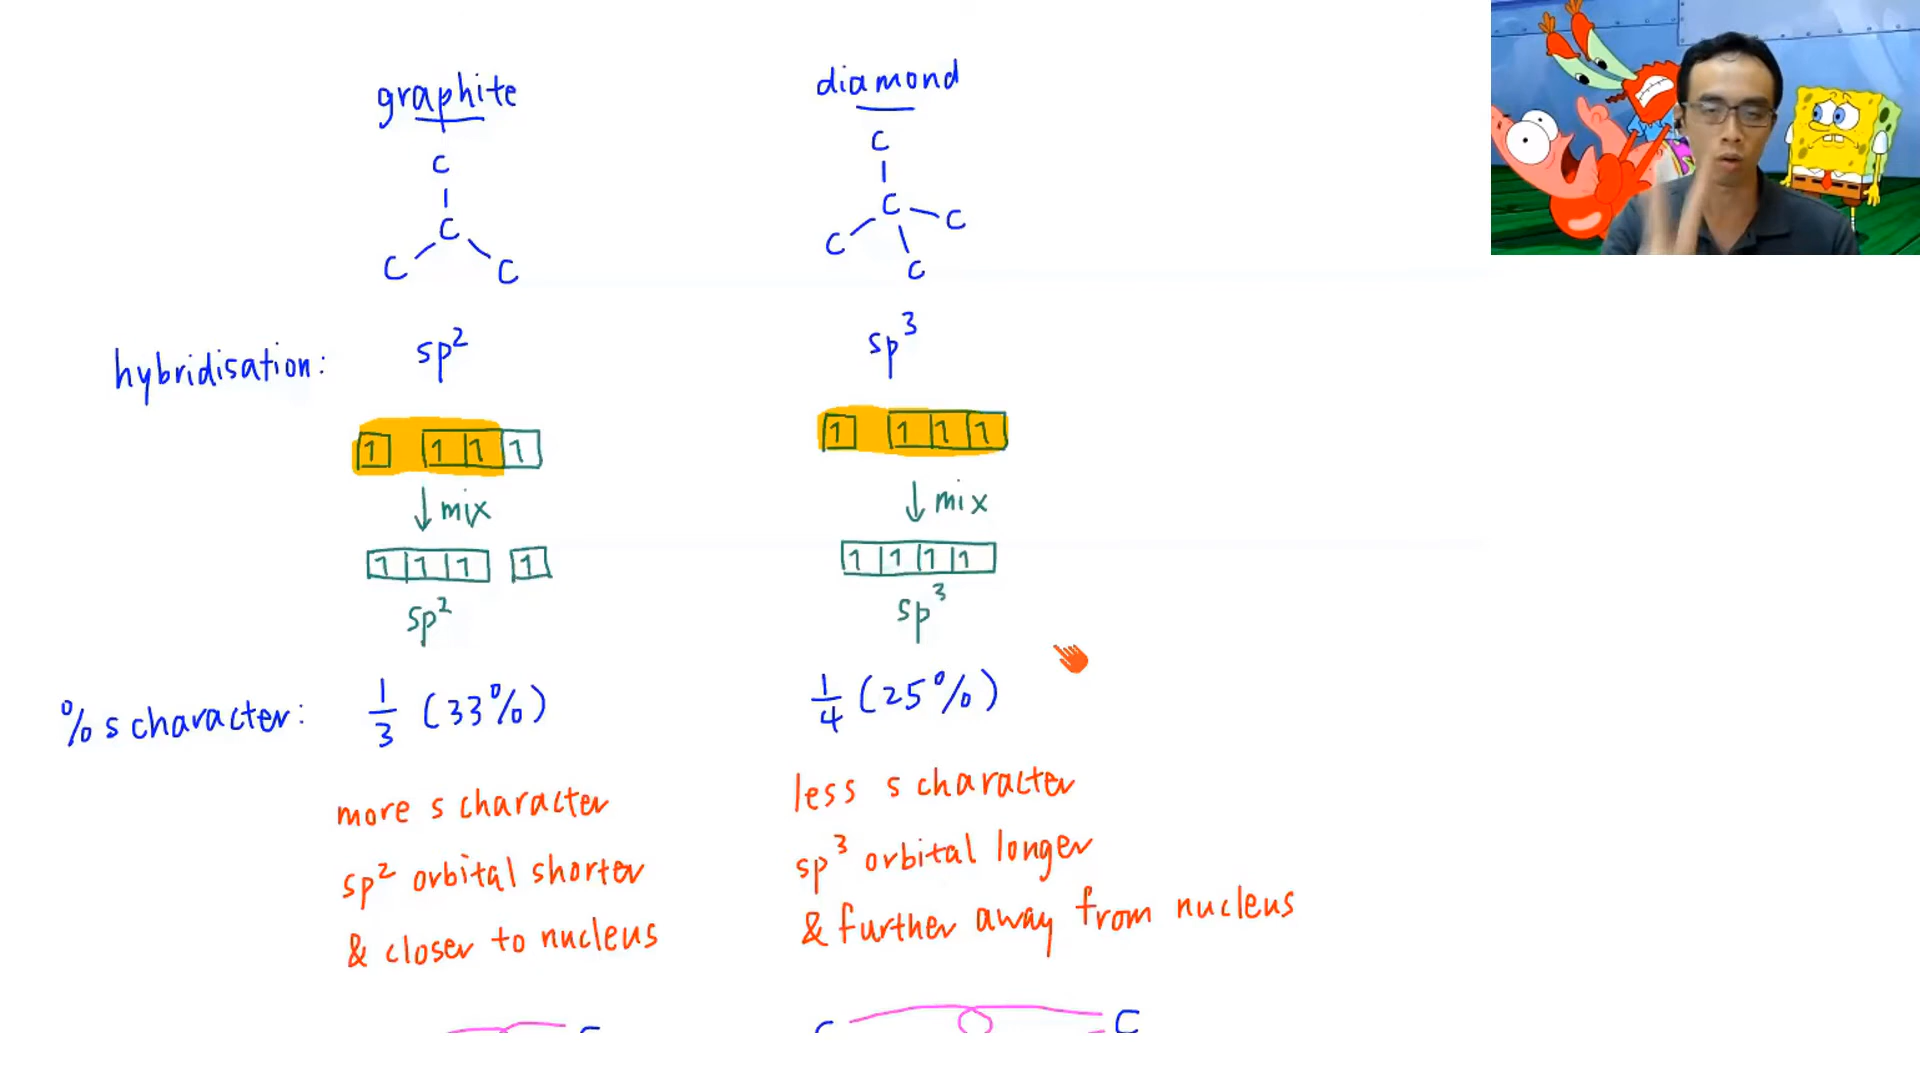 graphite
diamond
C
C
C C
C
C
C C
C
hybridisation:
sp²
sp³
1 1 1 1
1 1 1 1
↓ mix
↓ mix
1 1 1 1
1 1 1 1
sp²
sp³
% s character:
1/3 (33%)
1/4 (25%)
more s character
sp² orbital shorter
& closer to nucleus
less s character
sp³ orbital longer
& further away from nucleus
C
C C